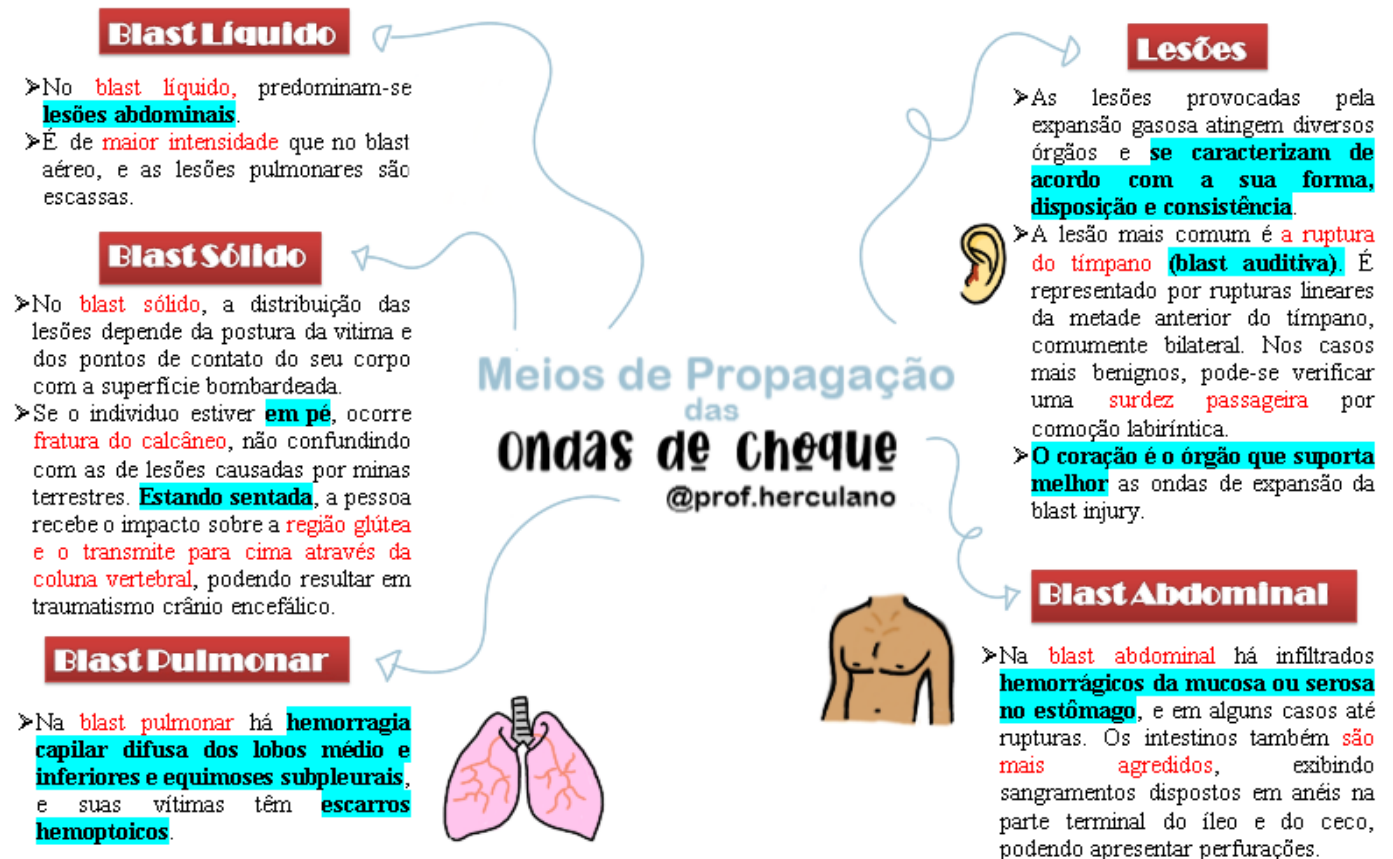 Blast Líquido
➢No blast líquido, predominam-se
lesões abdominais.
➢É de maior intensidade que no blast
aéreo, e as lesões pulmonares são
escassas.
Blast Sólido
➢No blast sólido, a distribuição das
lesões depende da postura da vitima e
dos pontos de contato do seu corpo
com a superfície bombardeada.
➢Se o individuo estiver em pé, ocorre
fratura do calcâneo, não confundindo
com as de lesões causadas por minas
terrestres. Estando sentada, a pessoa
recebe o impacto sobre a região glútea
e o transmite para cima através da
coluna vertebral, podendo resultar em
traumatismo crânio encefálico.
Blast Pulmonar
➢Na blast pulmonar há hemorragia
capilar difusa dos lobos médio e
inferiores e equimoses subpleurais,
e suas vítimas têm escarros
hemoptoicos.
Meios de Propagação
das
Ondas de Choque
@prof.herculano
Lesões
➢As lesões provocadas pela
expansão gasosa atingem diversos
órgãos e se caracterizam de
acordo com a sua forma,
disposição e consistência.
➢A lesão mais comum é a ruptura
do tímpano (blast auditiva). É
representado por rupturas lineares
da metade anterior do tímpano,
comumente bilateral. Nos casos
mais benignos, pode-se verificar
uma surdez passageira por
comoção labiríntica.
➢O coração é o órgão que suporta
melhor as ondas de expansão da
blast injury.
Blast Abdominal
➢Na blast abdominal há infiltrados
hemorrágicos da mucosa ou serosa
no estômago, e em alguns casos até
rupturas. Os intestinos também são
mais agredidos, exibindo
sangramentos dispostos em anéis na
parte terminal do íleo e do ceco,
podendo apresentar perfurações.